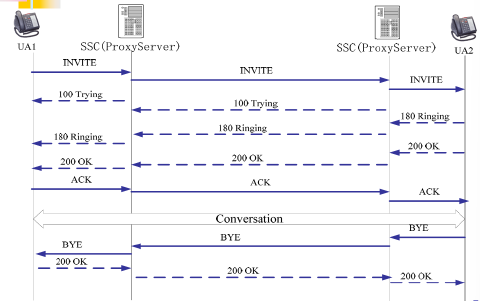 UA1
SSC(ProxyServer)
SSC(ProxyServer)
UA2
INVITE
INVITE
INVITE
100 Trying
100 Trying
180 Ringing
180 Ringing
180 Ringing
200 OK
200 OK
200 OK
ACK
ACK
ACK
Conversation
BYE
BYE
BYE
200 OK
200 OK
200 OK